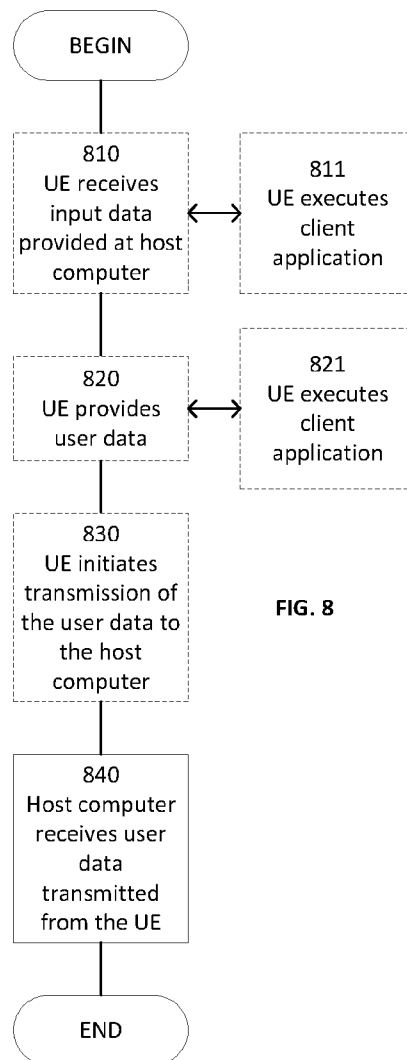 BEGIN
810
UE receives
input data
provided at host
computer
811
UE executes
client
application
820
UE provides
user data
821
UE executes
client
application
830
UE initiates
transmission of
the user data to
the host
computer
FIG. 8
840
Host computer
receives user
data
transmitted
from the UE
END